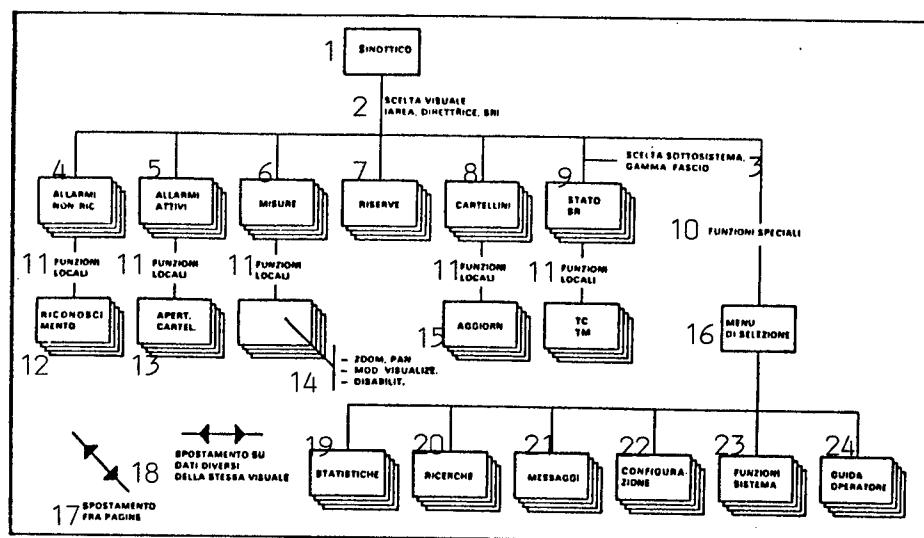 1 SINOTTICO
2 SCELTA VISUALE
IAREA, DIRETTRICE, SRI
SCELTA SOTTOSISTEMA, 3
GAMMA FASCIO
4 ALLARMI
NON RIC
5 ALLARMI
ATTIVI
6 MISURE
7 RISERVE
8 CARTELLINI
9 STATO
SR
10 FUNZIONI SPECIALI
11 FUNZIONI
LOCALI
11 FUNZIONI
LOCALI
11 FUNZIONI
LOCALI
11 FUNZIONI
LOCALI
11 FUNZIONI
LOCALI
RICONOSCI
MENTO
12
APERT.
CARTEL.
13
14
- ZOOM, PAN
- MOD VISUALIZE.
- DISABILIT.
15 AGGIORN
TC
TM
16 MENU
DI SELEZIONE
17 SPOSTAMENTO
FRA PAGINE
18 SPOSTAMENTO SU
DATI DIVERSI
DELLA STESSA VISUALE
19 STATISTICHE
20 RICERCHE
21 MESSAGGI
22 CONFIGURA
ZIONE
23 FUNZIONI
SISTEMA
24 GUIDA
OPERATORE